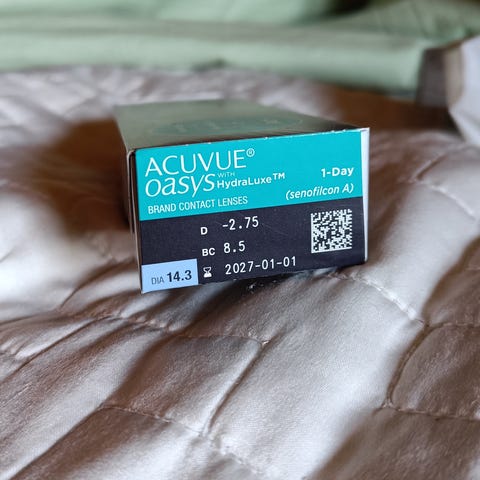 ACUVUE®
OASYS WITH HydraLuxe™ 1-Day
BRAND CONTACT LENSES (senofilcon A)
D -2.75
BC 8.5
DIA 14.3 2027-01-01